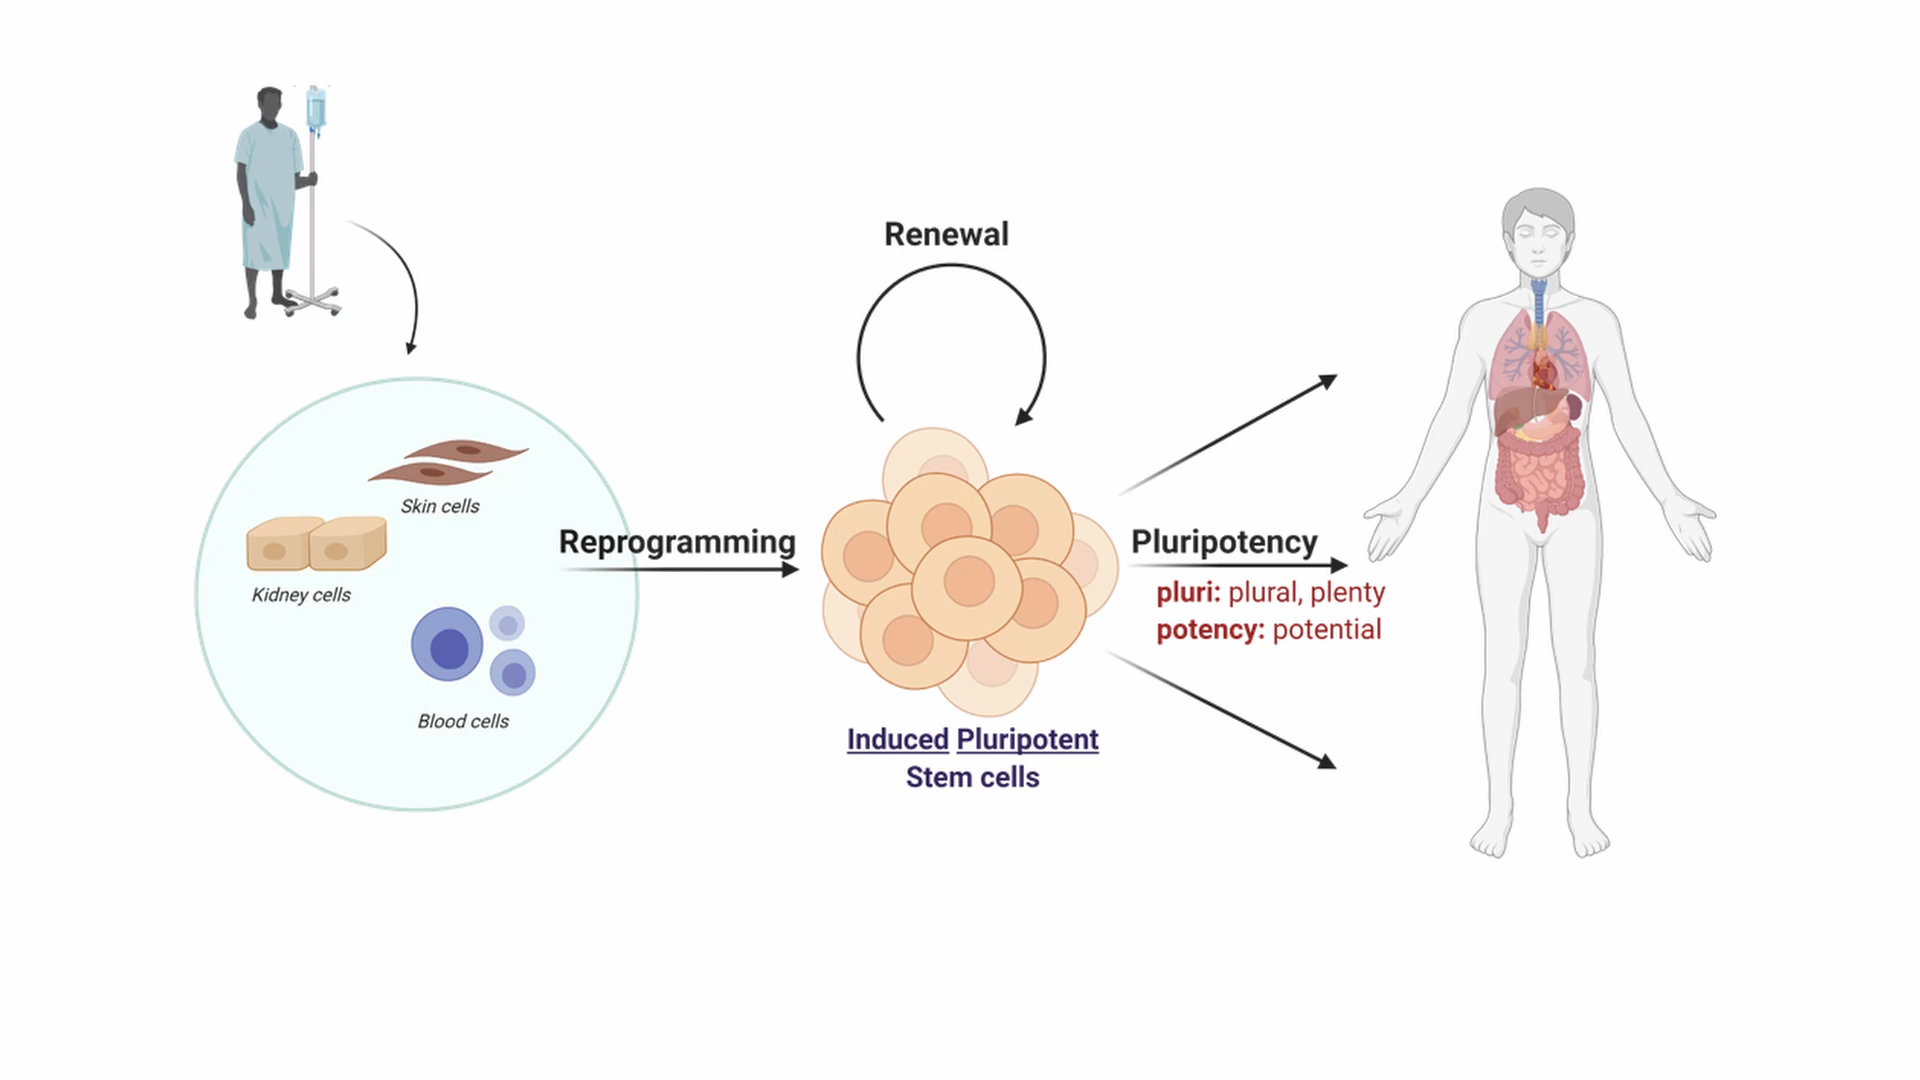 Renewal
Skin cells
Kidney cells
Blood cells
Reprogramming
Induced Pluripotent
Stem cells
Pluripotency
pluri: plural, plenty
potency: potential